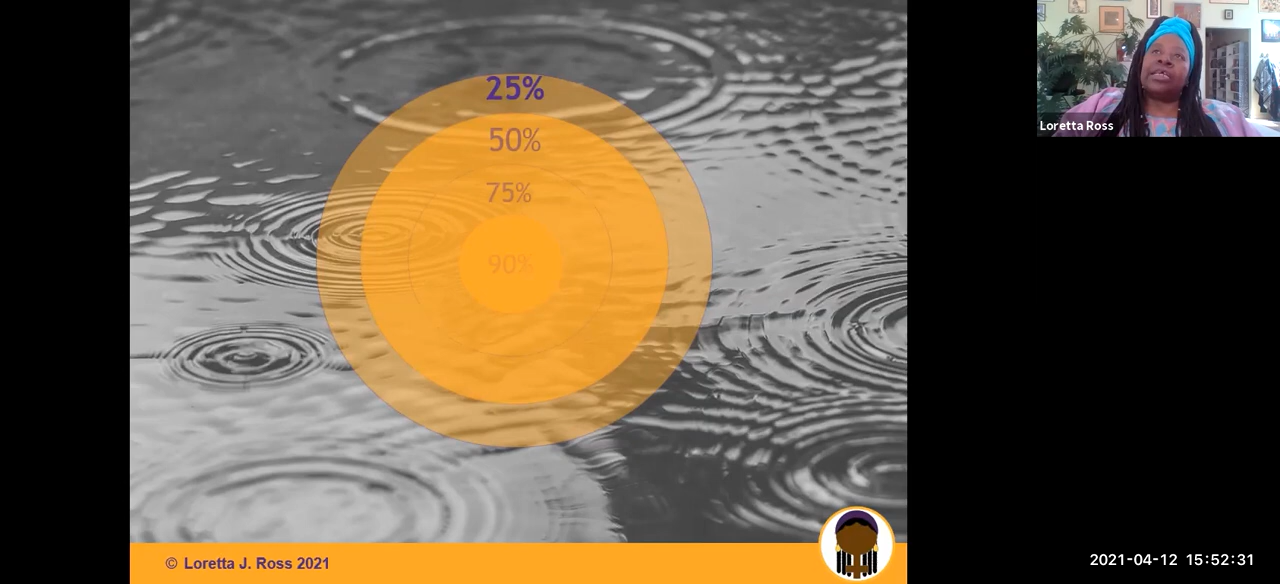 25%
50%
75%
90%
© Loretta J. Ross 2021
Loretta Ross
2021-04-12 15:52:31